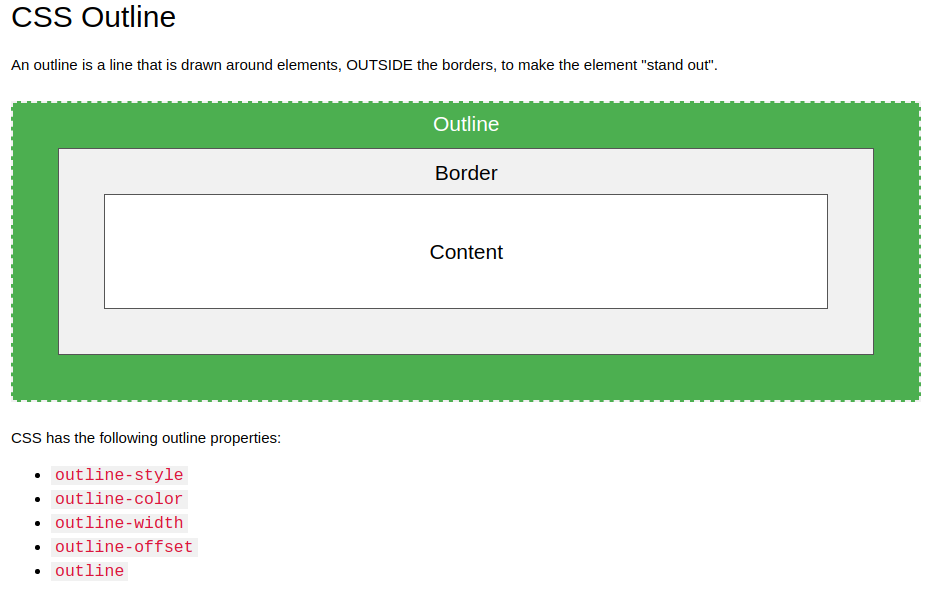 CSS Outline
An outline is a line that is drawn around elements, OUTSIDE the borders, to make the element "stand out".
Outline
Border
Content
CSS has the following outline properties:
outline-style
outline-color
outline-width
outline-offset
outline